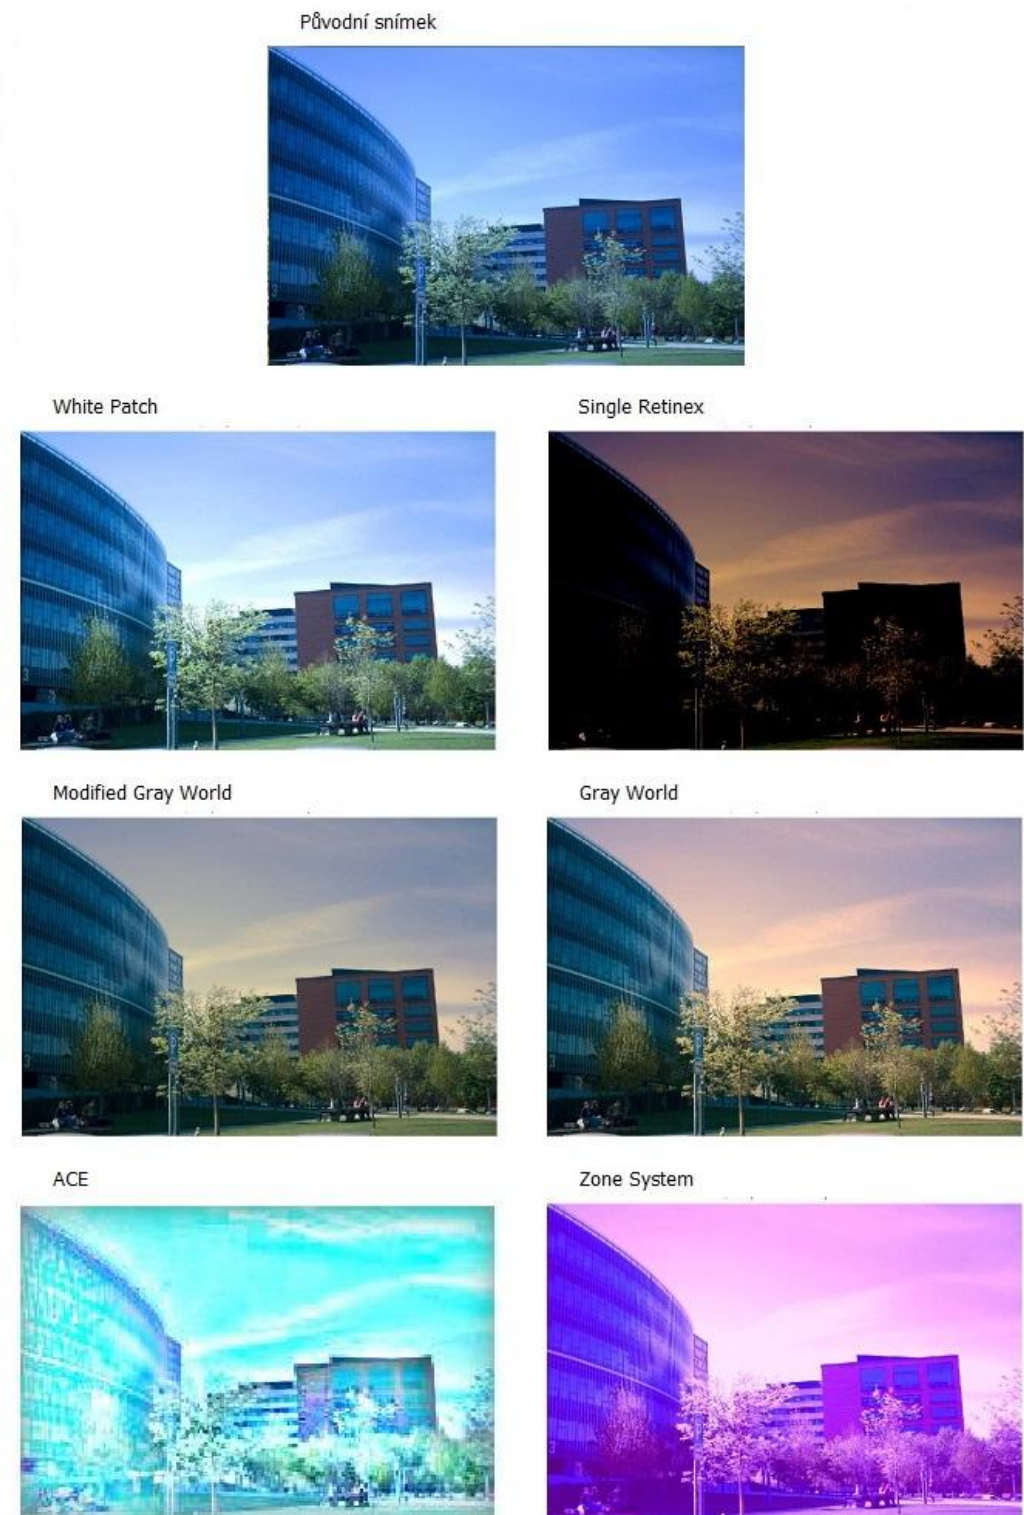 Původní snímek
White Patch
Single Retinex
Modified Gray World
Gray World
ACE
Zone System